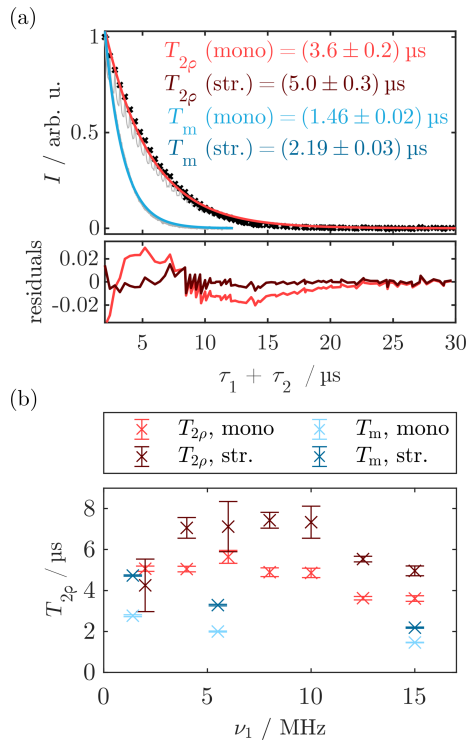 (a)
T2ρ (mono) = (3.6 ± 0.2) µs
T2ρ (str.) = (5.0 ± 0.3) µs
Tm (mono) = (1.46 ± 0.02) µs
Tm (str.) = (2.19 ± 0.03) µs
1
0.5
0
I / arb. u.
0.02
0
-0.02
residuals
5 10 15 20 25 30
τ1 + τ2 / µs
(b)
T2ρ, mono Tm, mono
T2ρ, str. Tm, str.
8
6
4
2
0
T2ρ / µs
0 5 10 15
ν1 / MHz